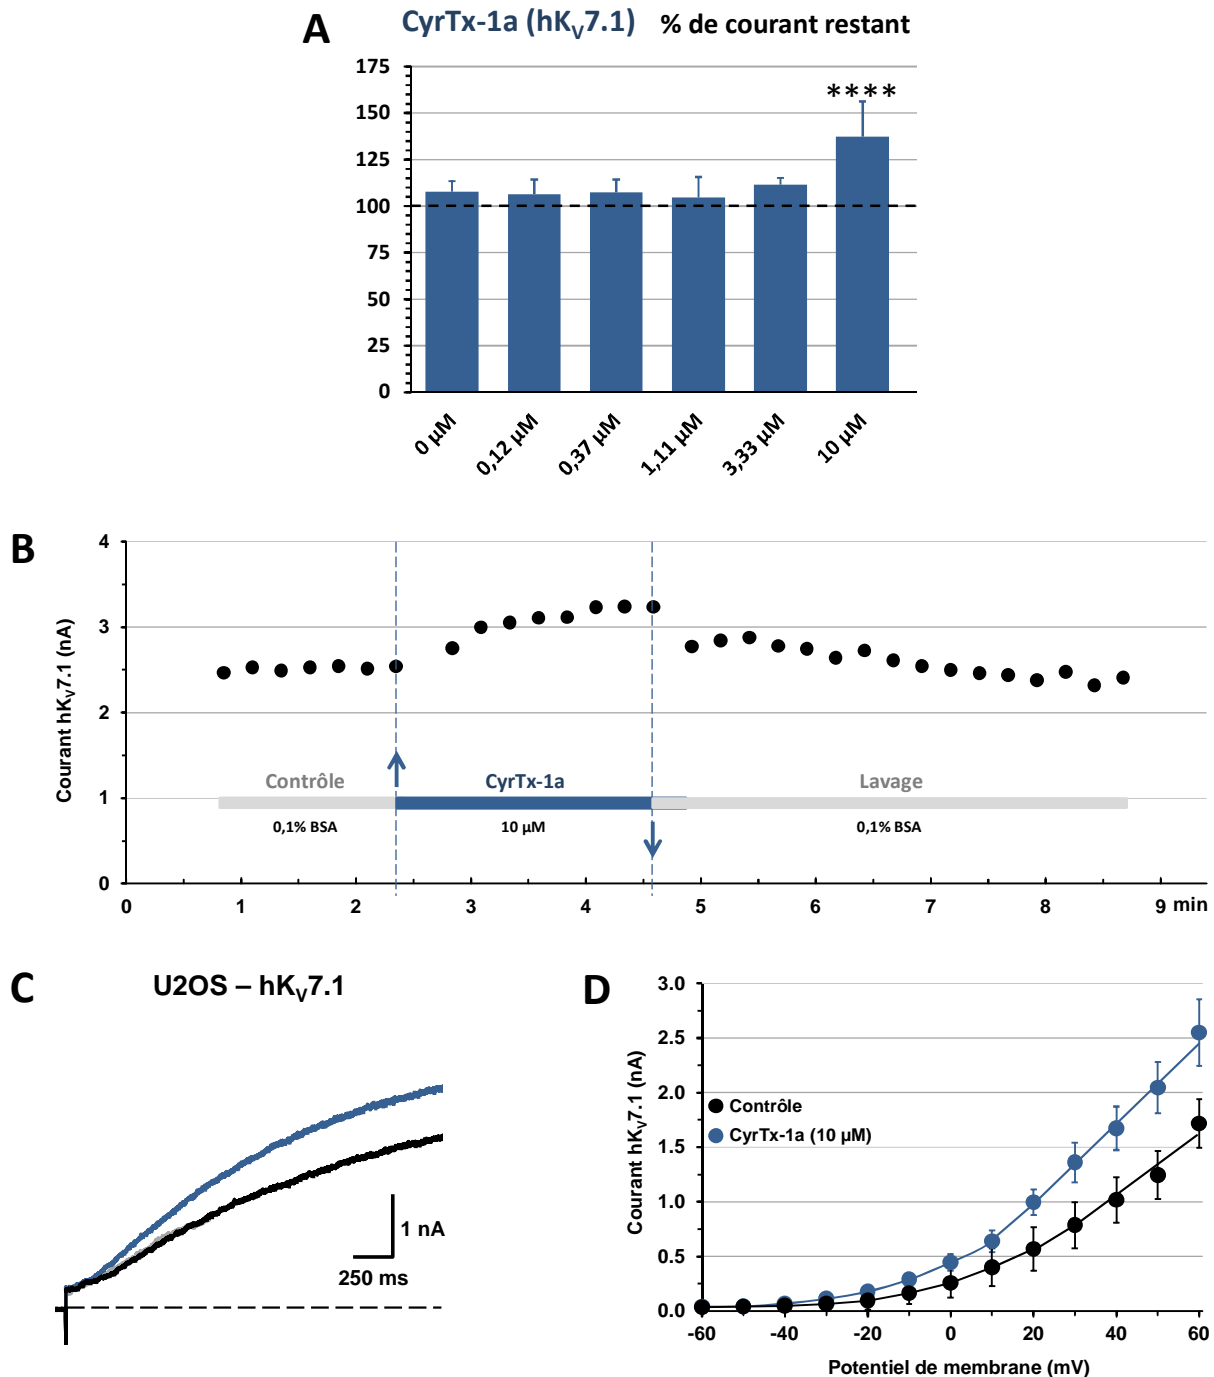 A
CyrTx-1a (hKV7.1) % de courant restant
175
150
125
100
75
50
25
0
****
0 µM
0,12 µM
0,37 µM
1,11 µM
3,33 µM
10 µM
B
Courant hKV7.1 (nA)
4
3
2
1
0
Contrôle
CyrTx-1a
Lavage
0,1% BSA
10 µM
0,1% BSA
0 1 2 3 4 5 6 7 8 9 min
C
U2OS – hKV7.1
1 nA
250 ms
D
Courant hKV7.1 (nA)
3.0
2.5
2.0
1.5
1.0
0.5
0.0
Contrôle
CyrTx-1a (10 µM)
-60 -40 -20 0 20 40 60
Potentiel de membrane (mV)